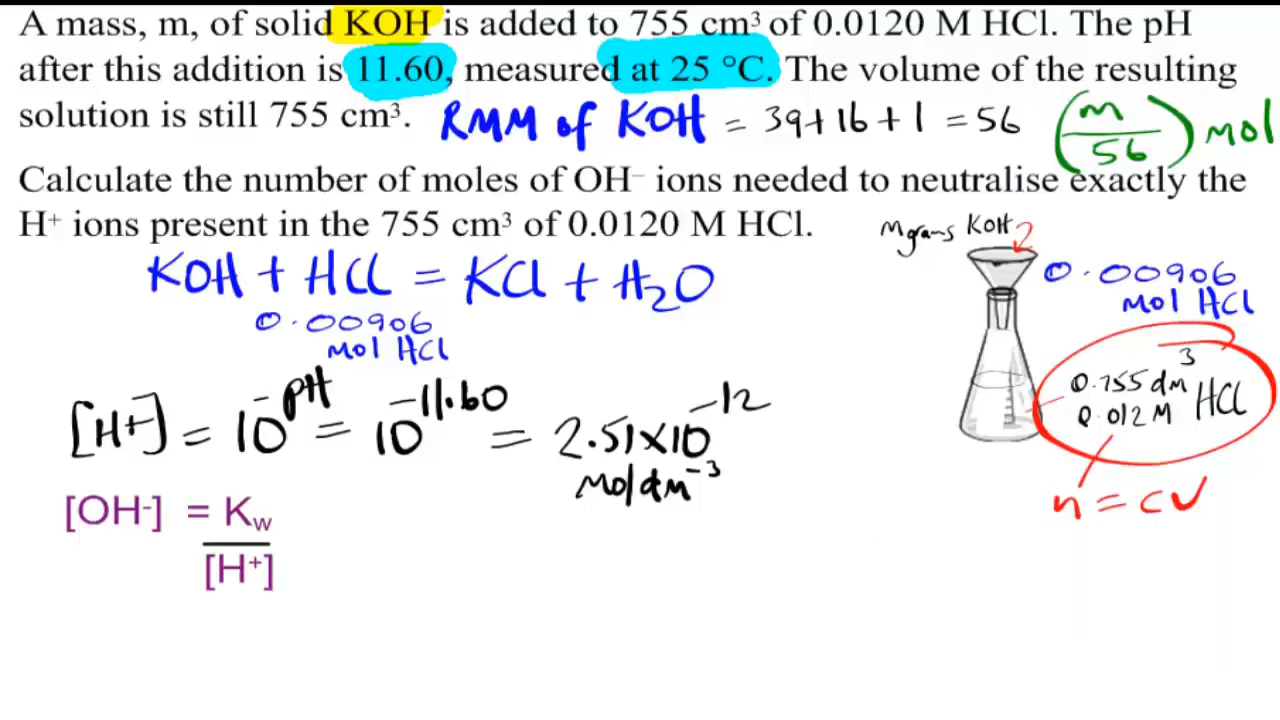 A mass, m, of solid KOH is added to 755 cm³ of 0.0120 M HCl. The pH
after this addition is 11.60, measured at 25 °C. The volume of the resulting
solution is still 755 cm³. RMM of KOH = 39+16+1 = 56 (m/56) mol
Calculate the number of moles of OH⁻ ions needed to neutralise exactly the
H⁺ ions present in the 755 cm³ of 0.0120 M HCl.
Mgrams KOH
KOH + HCl = KCl + H₂O
0.00906
mol HCl
0.00906
mol HCl
0.755 dm³
0.012 M HCl
n = cv
[H+] = 10^-pH = 10^-11.60 = 2.51×10^-12
mol dm⁻³
[OH-] = Kw
[H⁺]